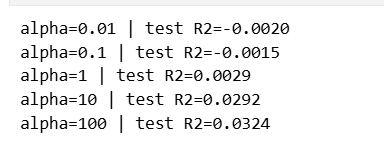 alpha=0.01 | test R2=-0.0020
alpha=0.1 | test R2=-0.0015
alpha=1 | test R2=0.0029
alpha=10 | test R2=0.0292
alpha=100 | test R2=0.0324